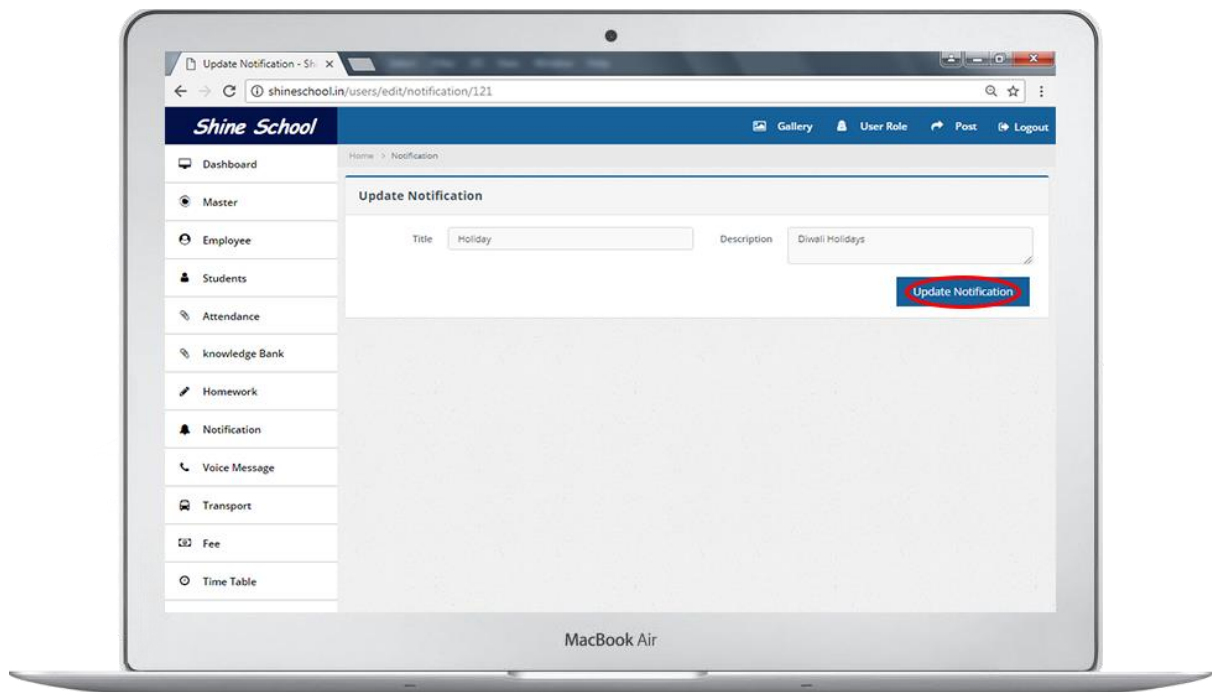 Update Notification - Sh
shineschool.in/users/edit/notification/121
Shine School
Gallery User Role Post Logout
Home > Notification
Dashboard
Master
Employee
Students
Attendance
knowledge Bank
Homework
Notification
Voice Message
Transport
Fee
Time Table
Update Notification
Title Holiday Description Diwali Holidays
Update Notification
MacBook Air